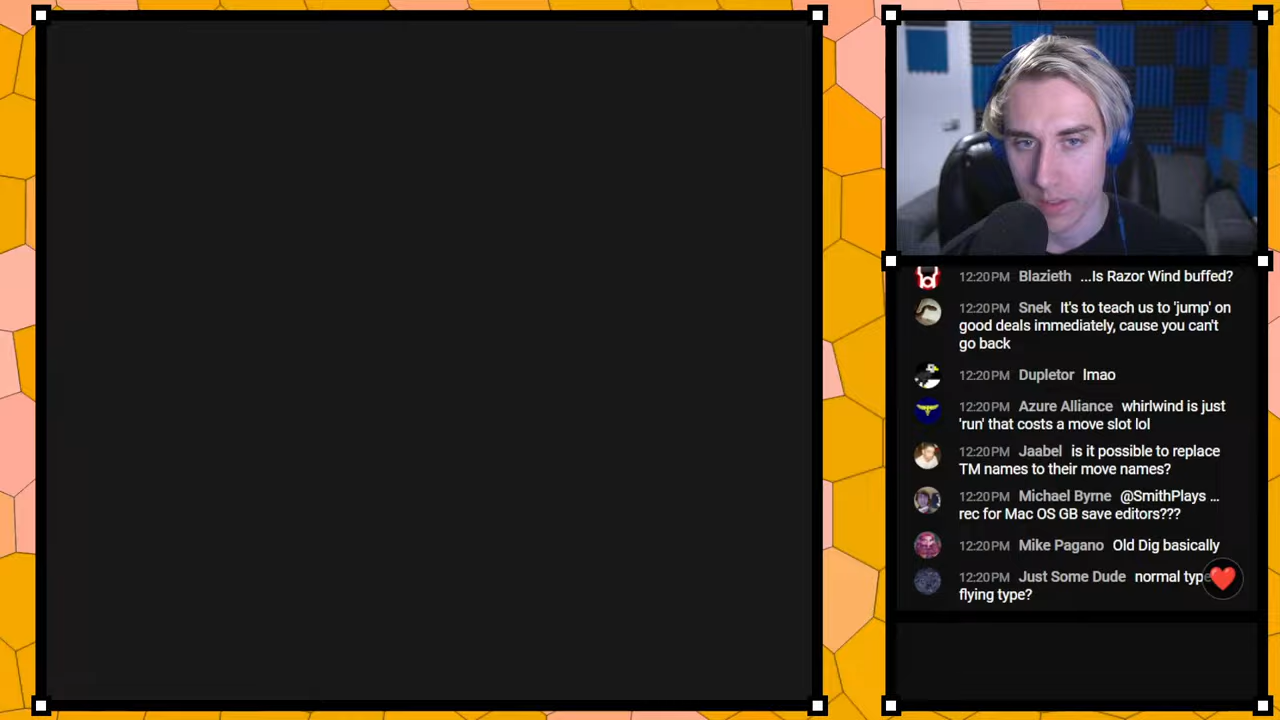 12:20PM Blazieth ...Is Razor Wind buffed?
12:20PM Snek It's to teach us to 'jump' on
good deals immediately, cause you can't
go back
12:20PM Dupletor lmao
12:20PM Azure Alliance whirlwind is just
'run' that costs a move slot lol
12:20PM Jaabel is it possible to replace
TM names to their move names?
12:20PM Michael Byrne @SmithPlays ...
rec for Mac OS GB save editors???
12:20PM Mike Pagano Old Dig basically
12:20PM Just Some Dude normal type
flying type?